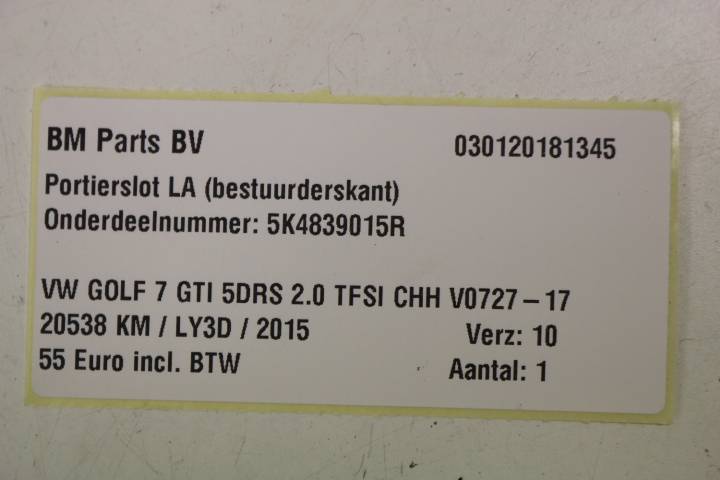 BM Parts BV 030120181345
Portierslot LA (bestuurderskant)
Onderdeelnummer: 5K4839015R
VW GOLF 7 GTI 5DRS 2.0 TFSI CHH V0727-17
20538 KM / LY3D / 2015 Verz: 10
55 Euro incl. BTW Aantal: 1